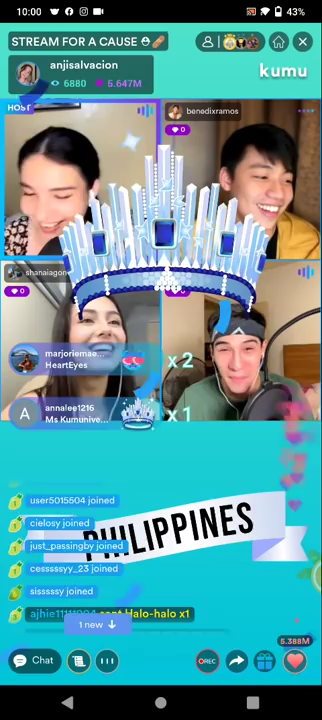 10:00
43%
STREAM FOR A CAUSE
anjisalvacion
6880 5.647M
kumu
HOST
benedixramos
0
shanaiagom
0
marjoriemae...
HeartEyes
x2
A
annalee1216
Ms Kumunive...
x1
user5015504 joined
cielosy joined
PHILIPPINES
just_passingby joined
cesssssyy_23 joined
sisssssy joined
sent Halo-halo x1
1 new
5.388M
Chat
REC